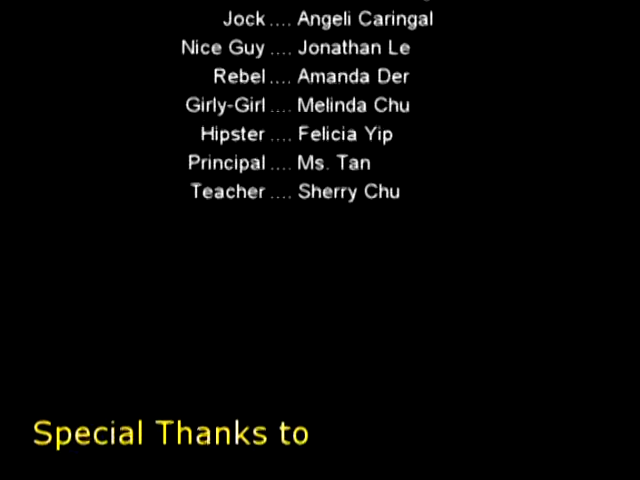 Jock .... Angeli Caringal
Nice Guy .... Jonathan Le
Rebel .... Amanda Der
Girly-Girl .... Melinda Chu
Hipster .... Felicia Yip
Principal .... Ms. Tan
Teacher .... Sherry Chu
Special Thanks to